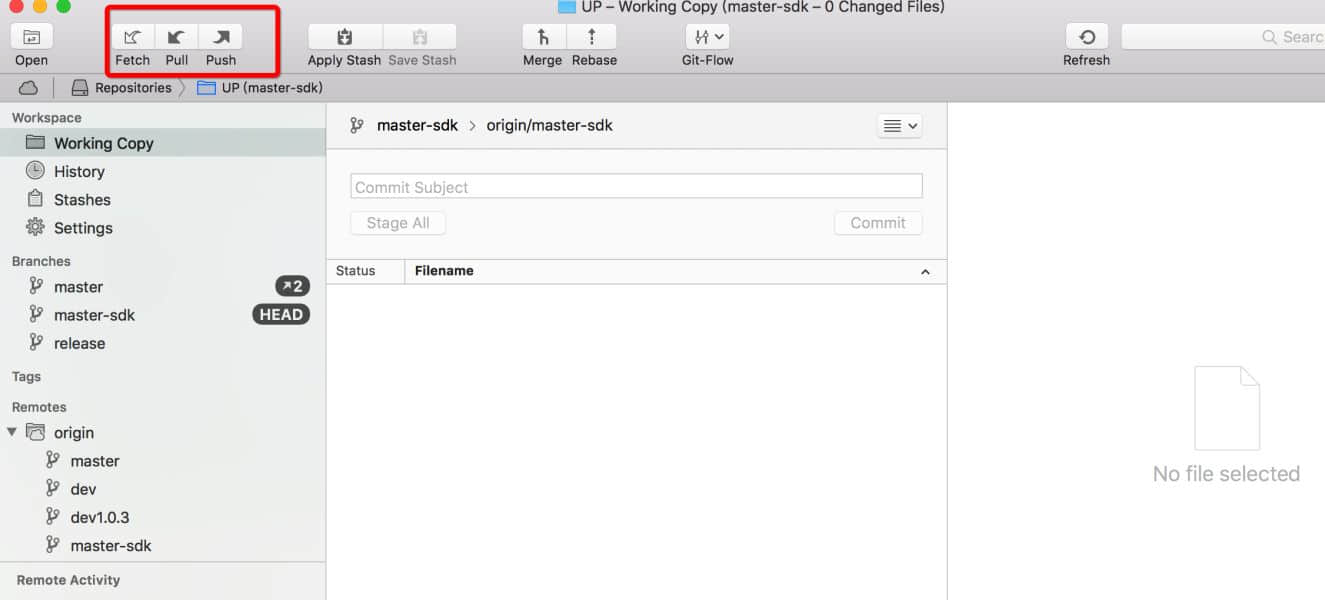 UP – Working Copy (master-sdk – 0 Changed Files)
Open
Fetch Pull Push
Apply Stash Save Stash
Merge Rebase
Git-Flow
Refresh
Searc
Repositories UP (master-sdk)
Workspace
Working Copy
History
Stashes
Settings
Branches
master 2
master-sdk HEAD
release
Tags
Remotes
origin
master
dev
dev1.0.3
master-sdk
Remote Activity
master-sdk > origin/master-sdk
Commit Subject
Stage All Commit
Status Filename
No file selected